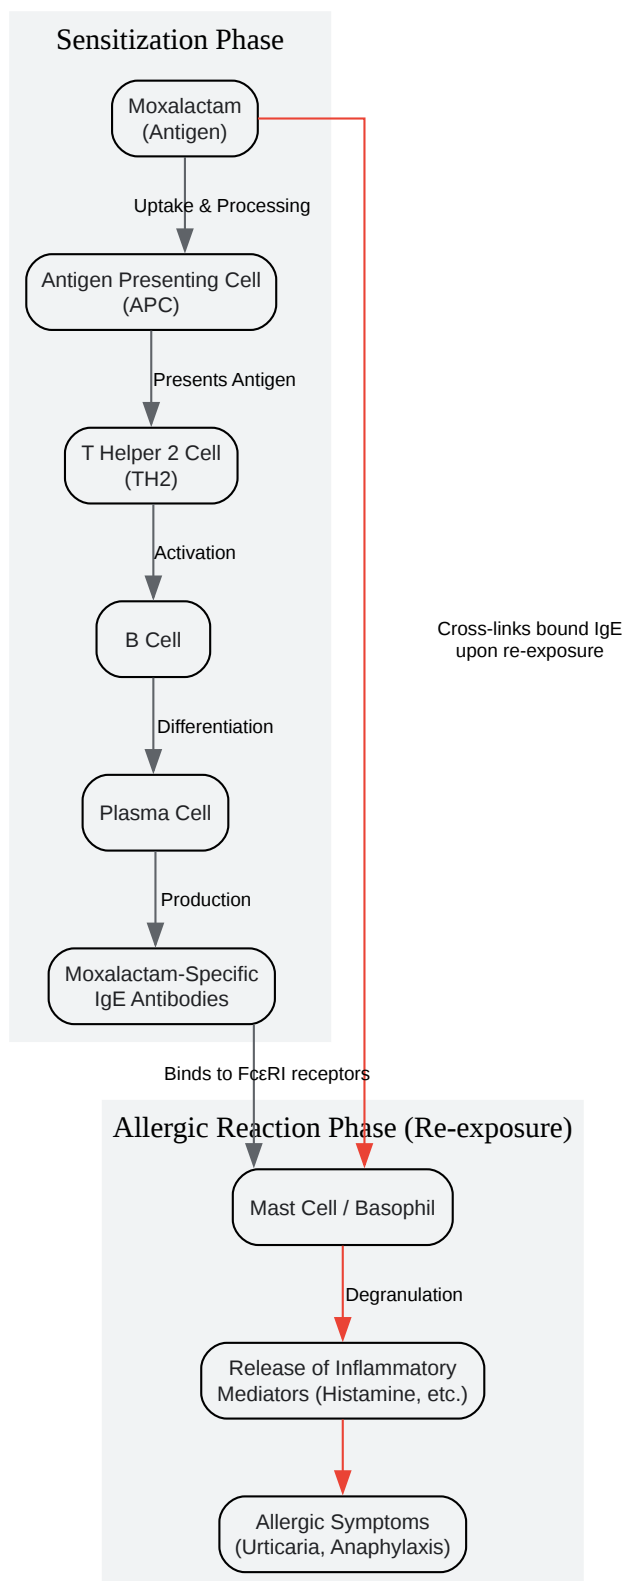 Sensitization Phase
Moxalactam
(Antigen)
Uptake & Processing
Antigen Presenting Cell
(APC)
Presents Antigen
T Helper 2 Cell
(TH2)
Activation
B Cell
Cross-links bound IgE
upon re-exposure
Differentiation
Plasma Cell
Production
Moxalactam-Specific
IgE Antibodies
Binds to FcεRI receptors
Allergic Reaction Phase (Re-exposure)
Mast Cell / Basophil
Degranulation
Release of Inflammatory
Mediators (Histamine, etc.)
Allergic Symptoms
(Urticaria, Anaphylaxis)